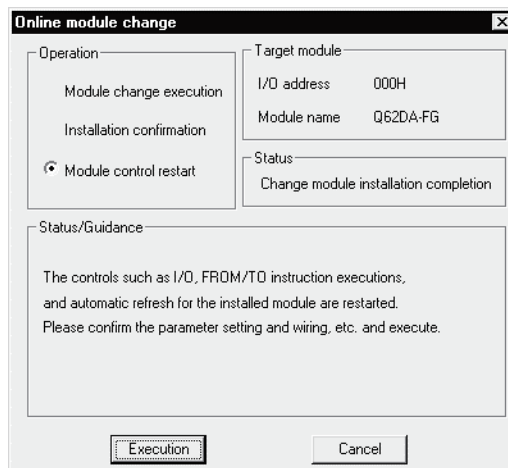 Online module change
Operation
Module change execution
Installation confirmation
Module control restart
Target module
I/O address 000H
Module name Q62DA-FG
Status
Change module installation completion
Status/Guidance
The controls such as I/O, FROM/TO instruction executions,
and automatic refresh for the installed module are restarted.
Please confirm the parameter setting and wiring, etc. and execute.
Execution
Cancel